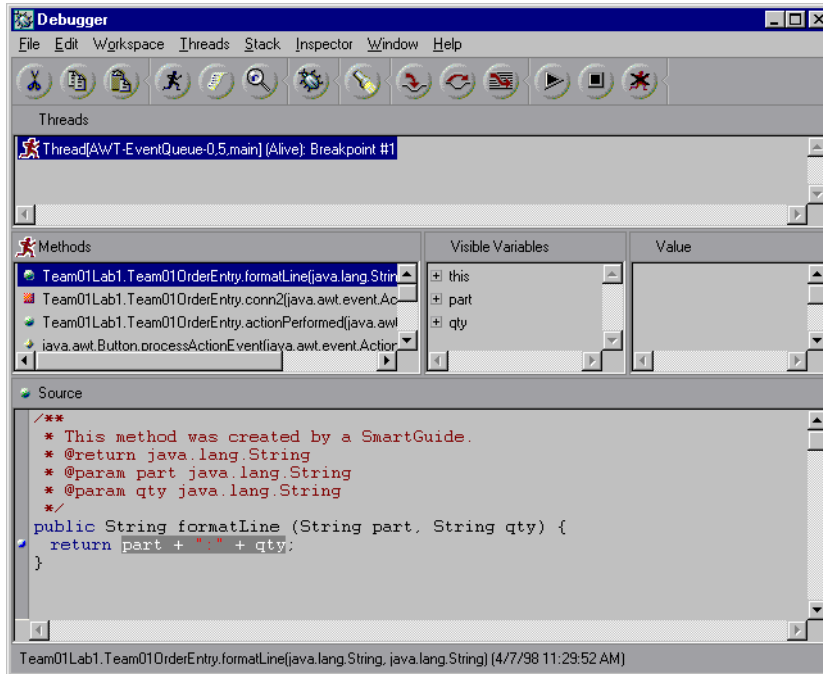 Debugger
File Edit Workspace Threads Stack Inspector Window Help
Threads
Thread[AWT-EventQueue-0,5,main] (Alive): Breakpoint #1
Methods
Visible Variables
Value
Team01Lab1.Team01OrderEntry.formatLine(java.lang.Strin
Team01Lab1.Team01OrderEntry.conn2(java.awt.event.Ac
Team01Lab1.Team01OrderEntry.actionPerformed(java.awt
java.awt.Button.processActionEvent(java.awt.event.Action
this
part
qty
Source
/**
* This method was created by a SmartGuide.
* @return java.lang.String
* @param part java.lang.String
* @param qty java.lang.String
*/
public String formatLine (String part, String qty) {
return part + ":" + qty;
}
Team01Lab1.Team01OrderEntry.formatLine(java.lang.String, java.lang.String) (4/7/98 11:29:52 AM)